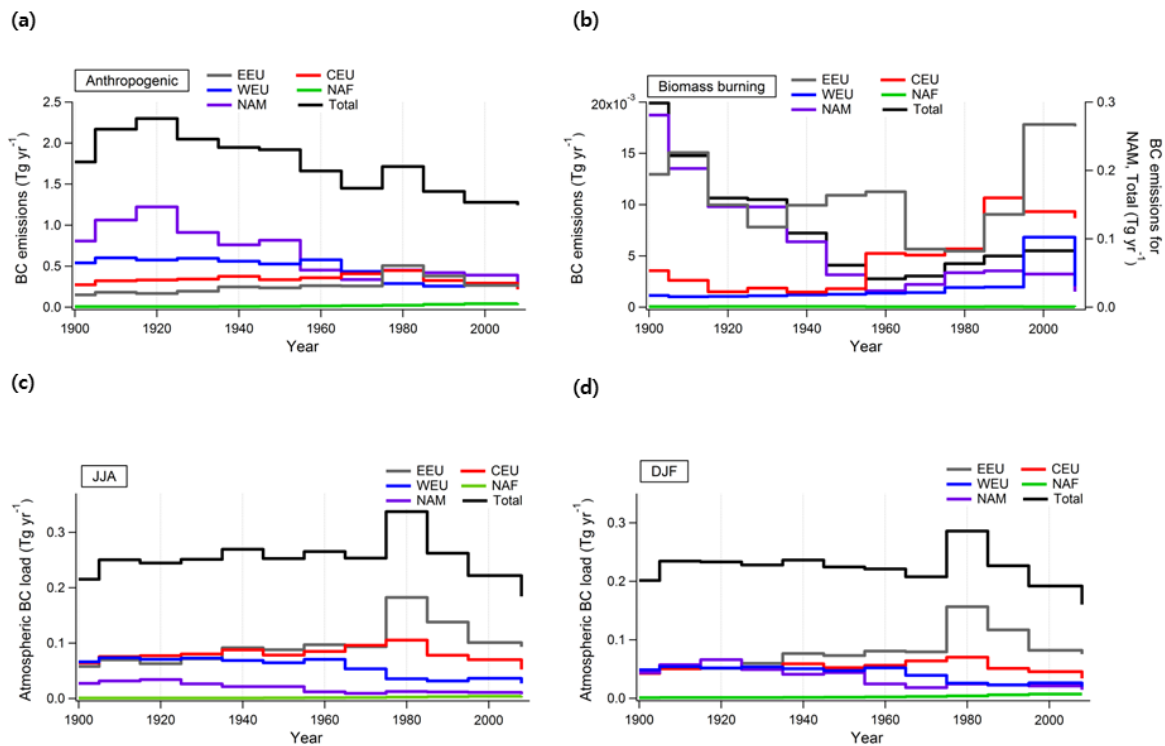 (a)
Anthropogenic
EEU CEU
WEU NAF
NAM Total
BC emissions (Tg yr⁻¹)
2.5
2.0
1.5
1.0
0.5
0.0
1900 1920 1940 1960 1980 2000
Year
(b)
Biomass burning
EEU CEU
WEU NAF
NAM Total
BC emissions (Tg yr⁻¹)
20x10⁻³
15
10
5
0
0.3
0.2
0.1
0.0
BC emissions for
NAM, Total (Tg yr⁻¹)
1900 1920 1940 1960 1980 2000
Year
(c)
JJA
EEU CEU
WEU NAF
NAM Total
Atmospheric BC load (Tg yr⁻¹)
0.3
0.2
0.1
0.0
1900 1920 1940 1960 1980 2000
Year
(d)
DJF
EEU CEU
WEU NAF
NAM Total
Atmospheric BC load (Tg yr⁻¹)
0.3
0.2
0.1
0.0
1900 1920 1940 1960 1980 2000
Year